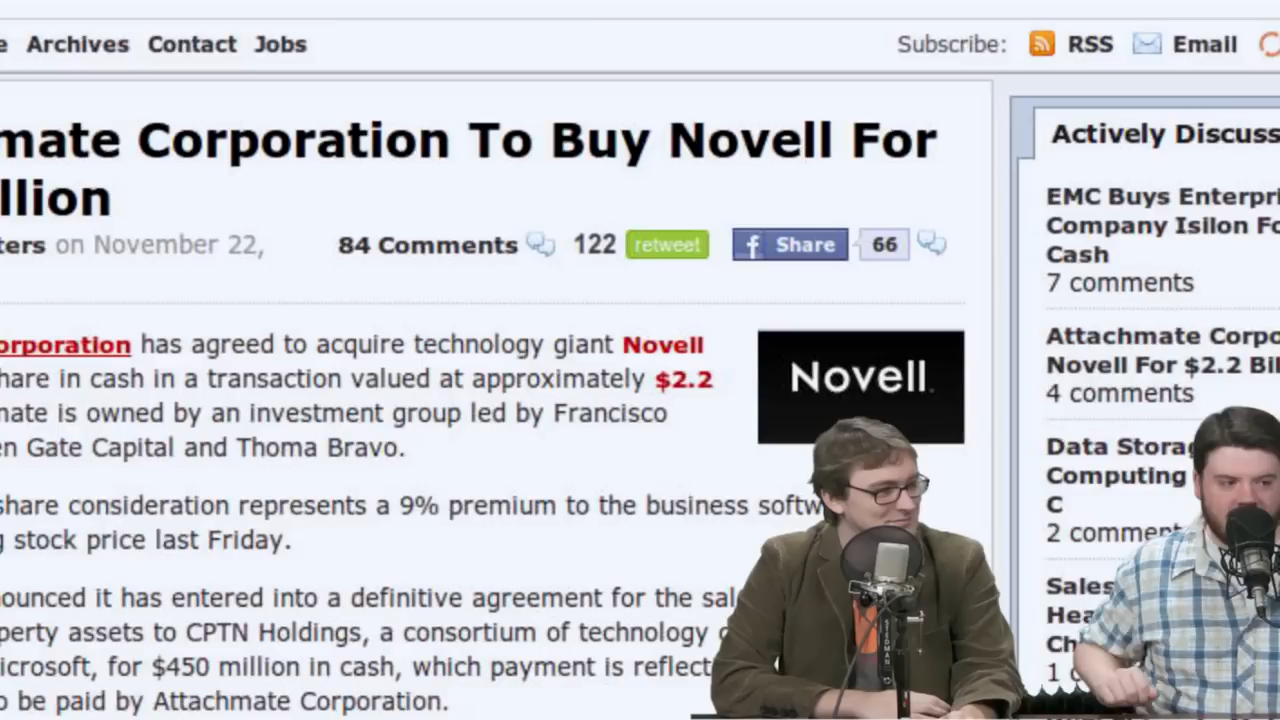 Archives Contact Jobs
Subscribe: RSS Email
mate Corporation To Buy Novell For
llion
ters on November 22,
84 Comments 122 retweet f Share 66
orporation has agreed to acquire technology giant Novell
hare in cash in a transaction valued at approximately $2.2
mate is owned by an investment group led by Francisco
en Gate Capital and Thoma Bravo.
share consideration represents a 9% premium to the business softw
g stock price last Friday.
ounced it has entered into a definitive agreement for the sal
perty assets to CPTN Holdings, a consortium of technology
icrosoft, for $450 million in cash, which payment is reflect
o be paid by Attachmate Corporation.
Novell
Actively Discuss
EMC Buys Enterpri
Company Isilon Fo
Cash
7 comments
Attachmate Corpo
Novell For $2.2 Bil
4 comments
Data Storag
Computing
C
2 comment
Sales
Hea
Ch
1 c
STEDMAN